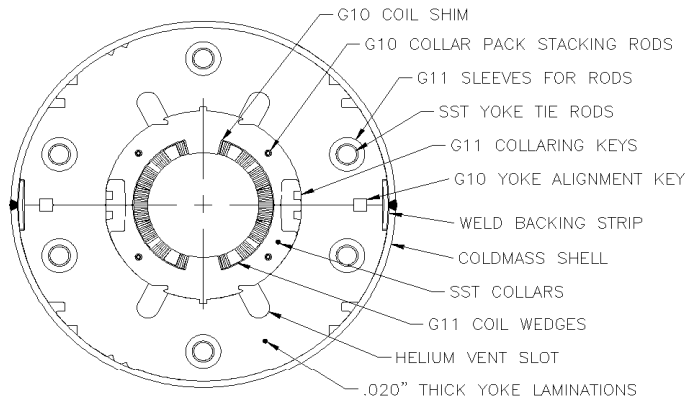 G10 COIL SHIM
G10 COLLAR PACK STACKING RODS
G11 SLEEVES FOR RODS
SST YOKE TIE RODS
G11 COLLARING KEYS
G10 YOKE ALIGNMENT KEY
WELD BACKING STRIP
COLDMASS SHELL
SST COLLARS
G11 COIL WEDGES
HELIUM VENT SLOT
.020" THICK YOKE LAMINATIONS